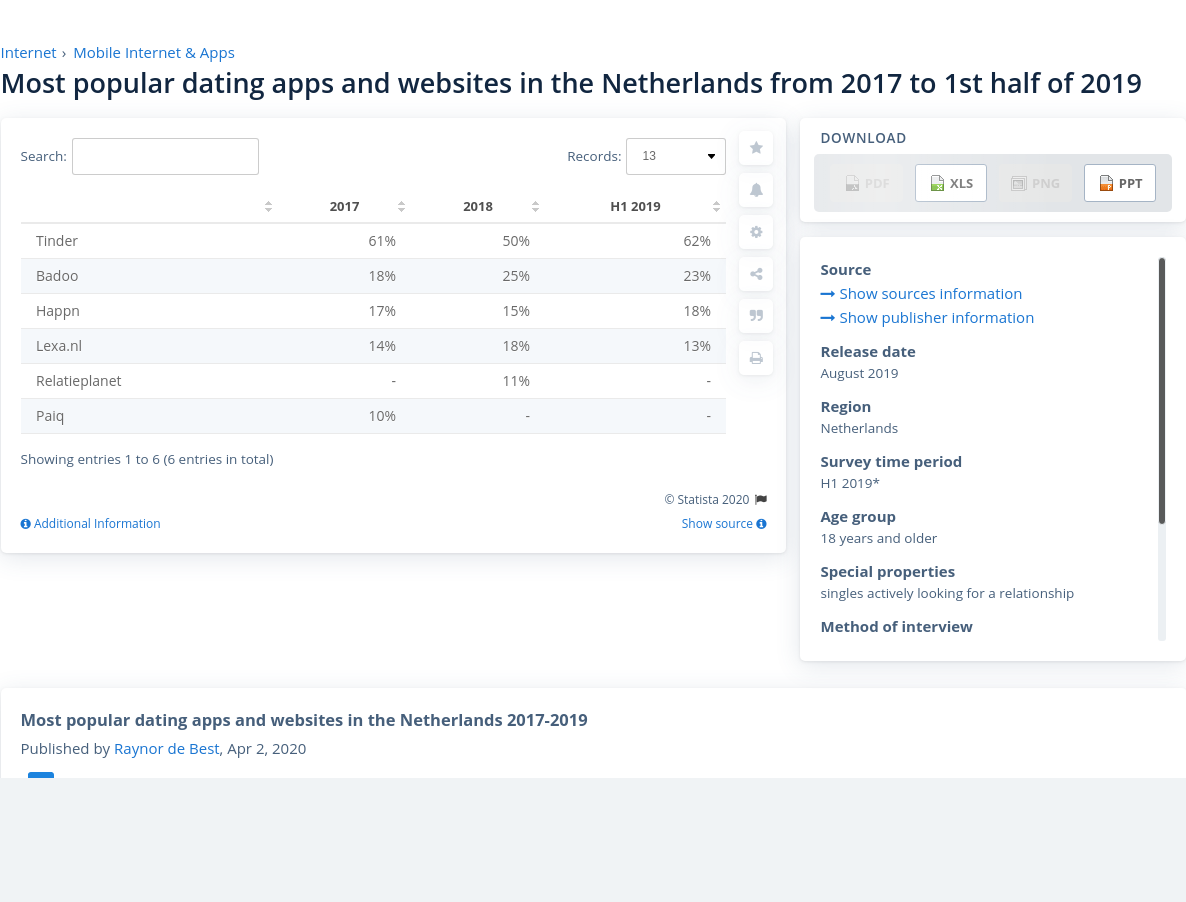 Internet › Mobile Internet & Apps
Most popular dating apps and websites in the Netherlands from 2017 to 1st half of 2019
Search:
Records: 13
2017 2018 H1 2019
Tinder 61% 50% 62%
Badoo 18% 25% 23%
Happn 17% 15% 18%
Lexa.nl 14% 18% 13%
Relatieplanet - 11% -
Paiq 10% - -
Showing entries 1 to 6 (6 entries in total)
© Statista 2020
Additional Information
Show source
DOWNLOAD
PDF XLS PNG PPT
Source
Show sources information
Show publisher information
Release date
August 2019
Region
Netherlands
Survey time period
H1 2019*
Age group
18 years and older
Special properties
singles actively looking for a relationship
Method of interview
Most popular dating apps and websites in the Netherlands 2017-2019
Published by Raynor de Best, Apr 2, 2020